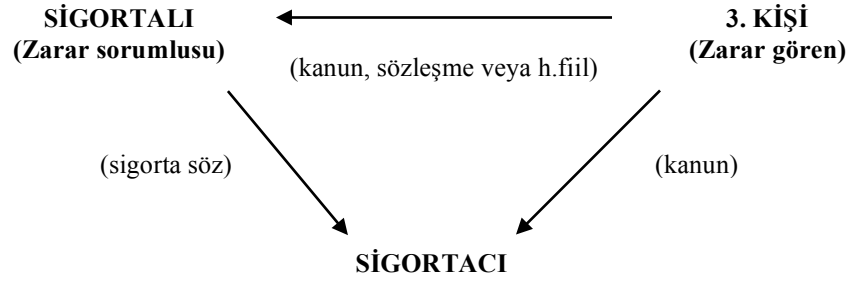 SİGORTALI
(Zarar sorumlusu)
3. KİŞİ
(Zarar gören)
(kanun, sözleşme veya h.fiil)
(sigorta söz)
(kanun)
SİGORTACI